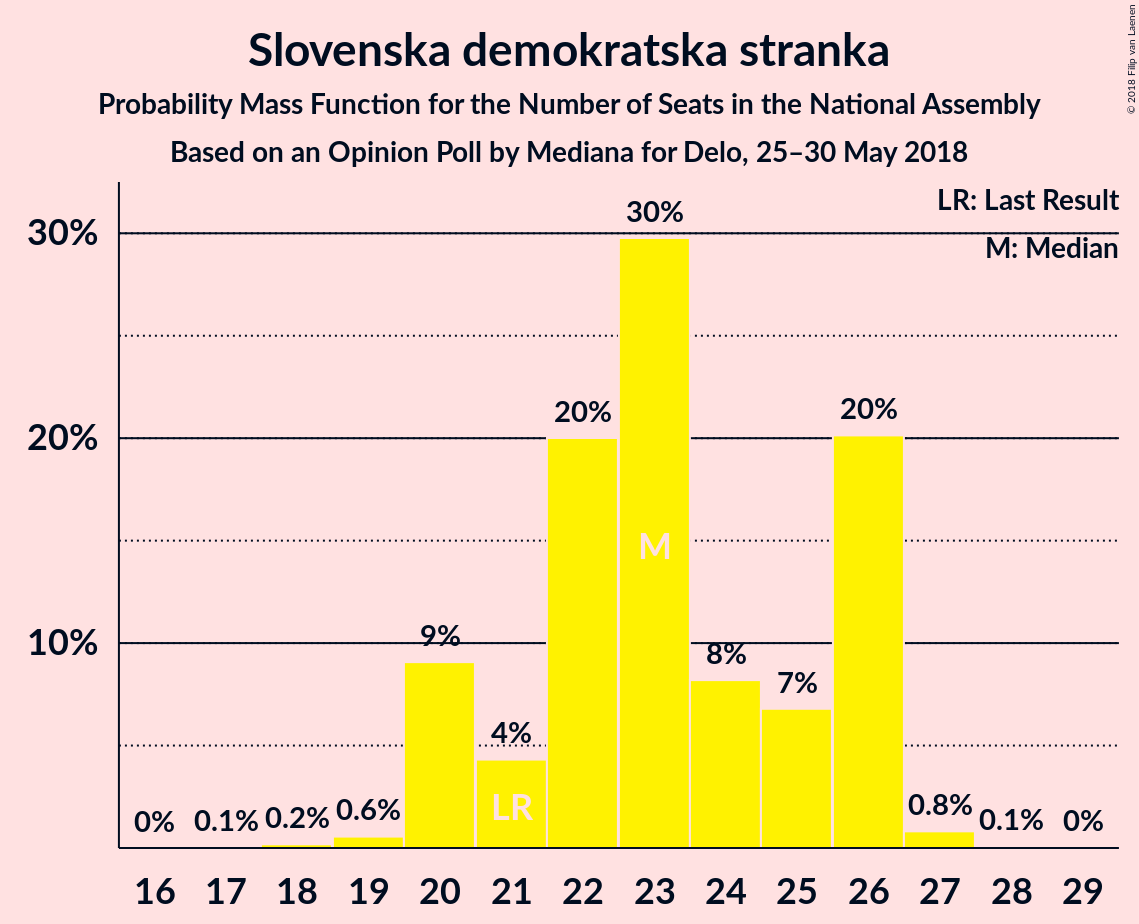 Slovenska demokratska stranka
Probability Mass Function for the Number of Seats in the National Assembly
Based on an Opinion Poll by Mediana for Delo, 25–30 May 2018
© 2018 Filip van Laenen
LR: Last Result
M: Median
30%
20%
10%
0%
0.1%
0.2%
0.6%
9%
4%
20%
30%
8%
7%
20%
0.8%
0.1%
0%
LR
M
16 17 18 19 20 21 22 23 24 25 26 27 28 29